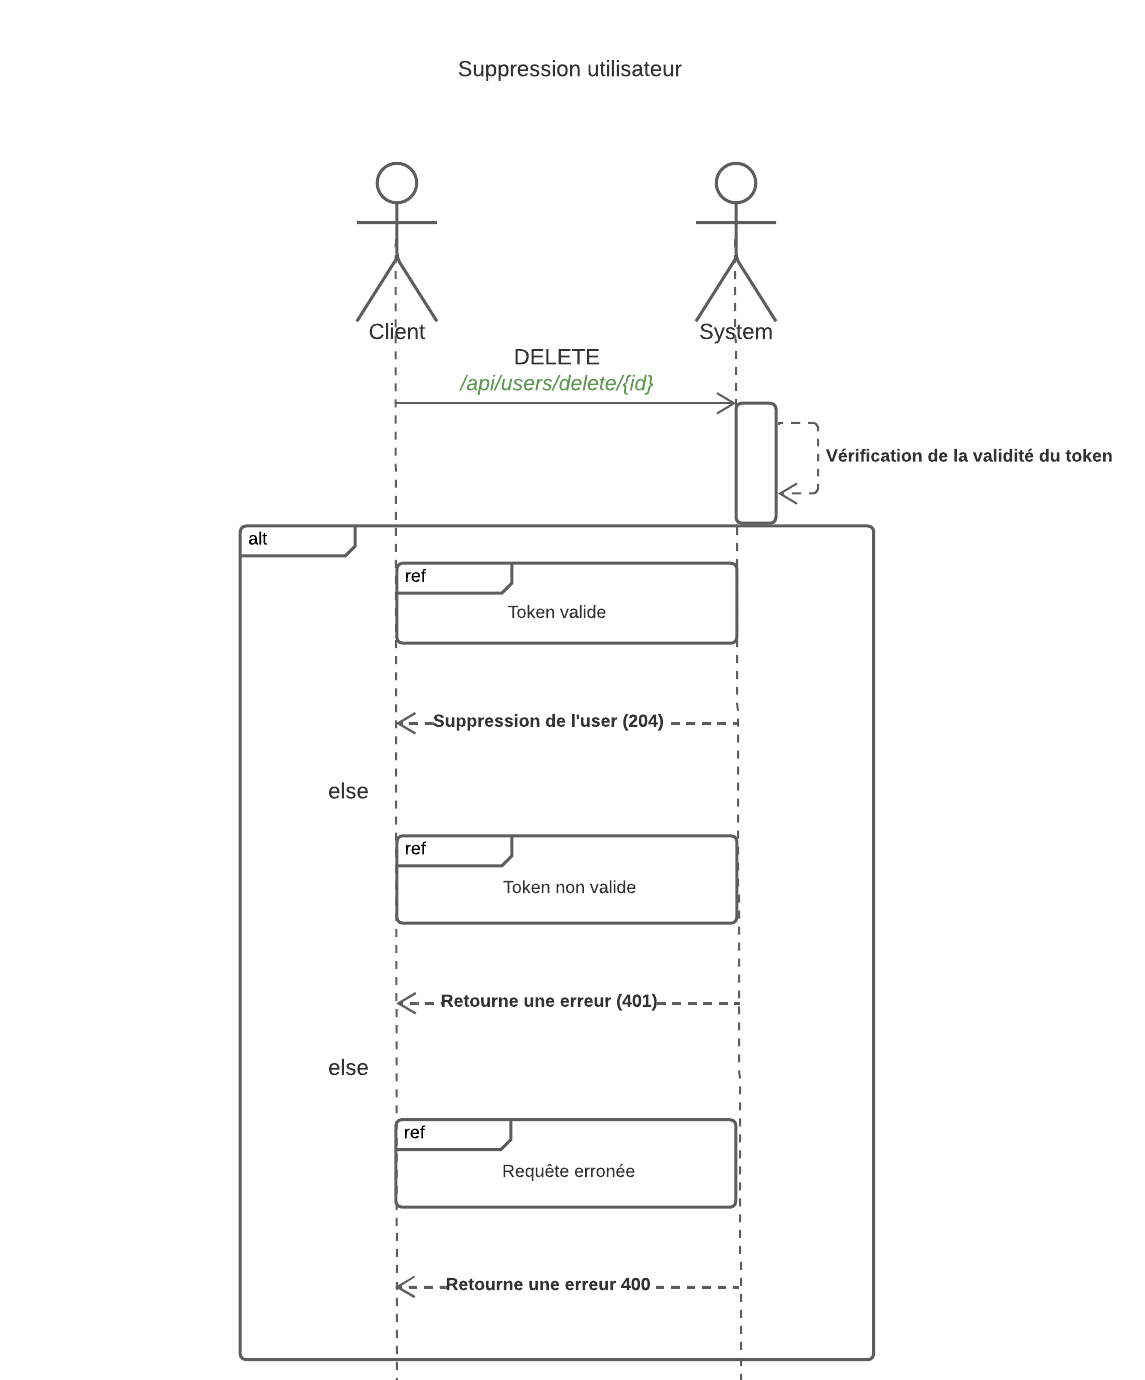 Suppression utilisateur
Client
System
DELETE
/api/users/delete/{id}
Vérification de la validité du token
alt
ref
Token valide
Suppression de l'user (204)
else
ref
Token non valide
Retourne une erreur (401)
else
ref
Requête erronée
Retourne une erreur 400